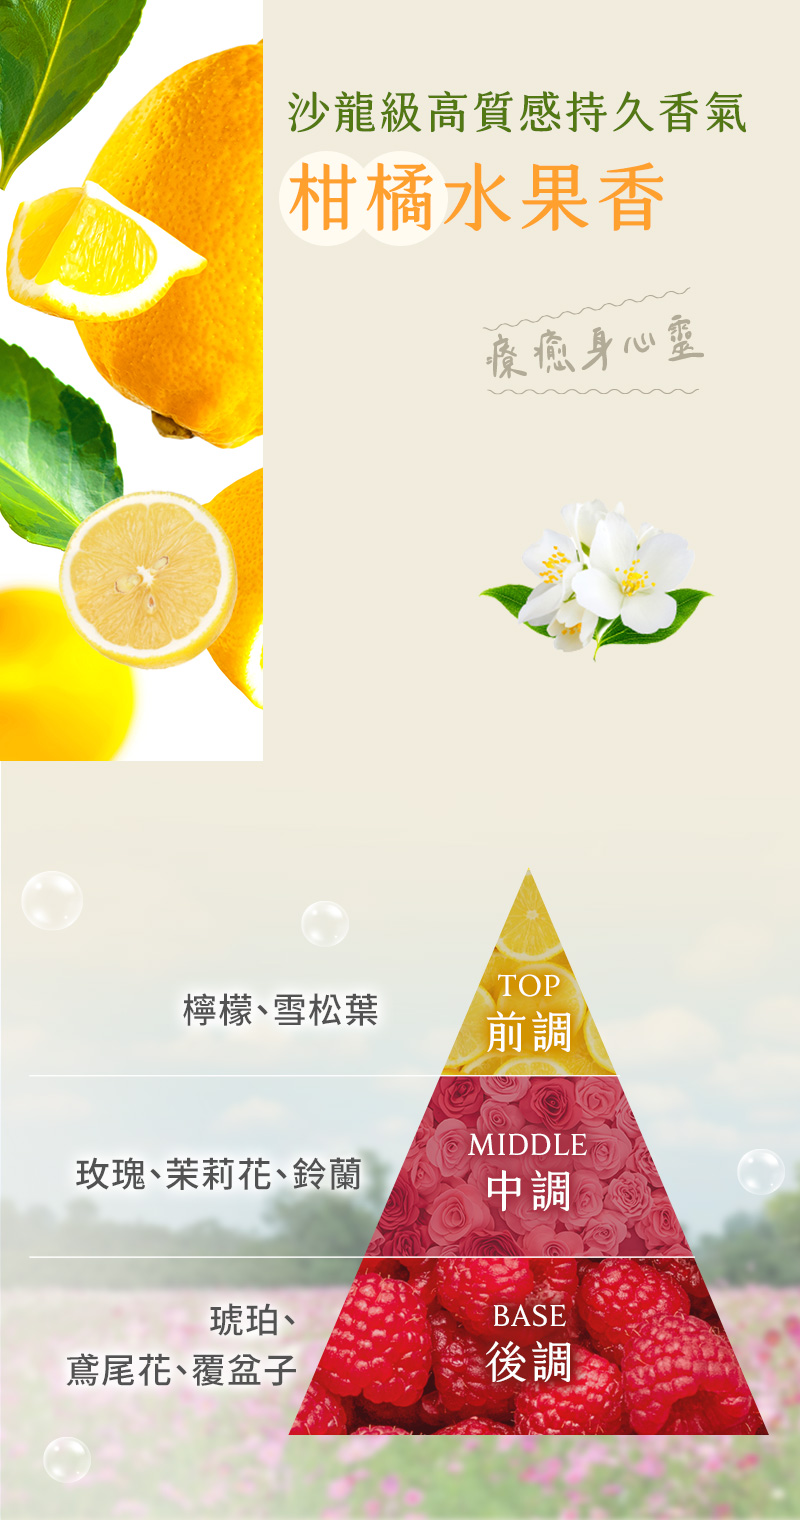 沙龍級高質感持久香氣
柑橘水果香
療癒身心靈
TOP
檸檬、雪松葉
前調
MIDDLE
玫瑰、茉莉花、鈴蘭
中調
BASE
琥珀、
鳶尾花、覆盆子
後調